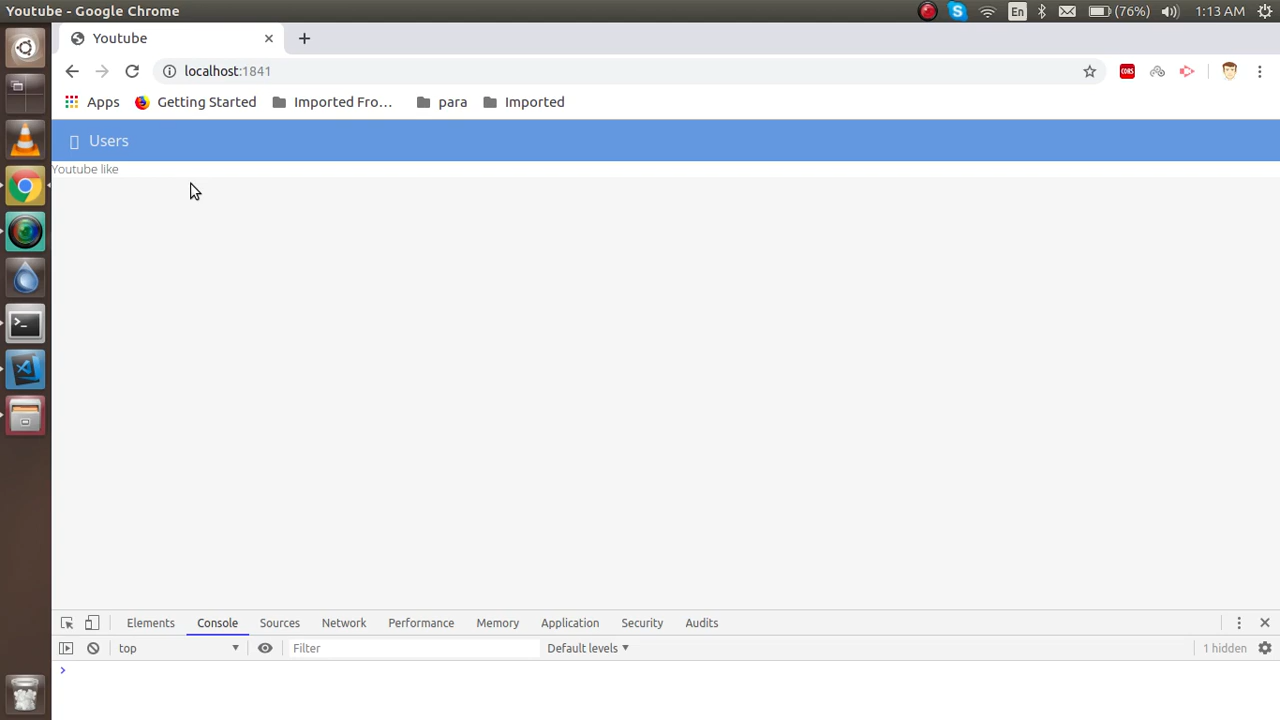 Youtube - Google Chrome
En
(76%)
1:13 AM
Youtube
localhost:1841
CORS
Apps
Getting Started
Imported Fro...
para
Imported
Users
Youtube like
Elements
Console
Sources
Network
Performance
Memory
Application
Security
Audits
top
Filter
Default levels
1 hidden